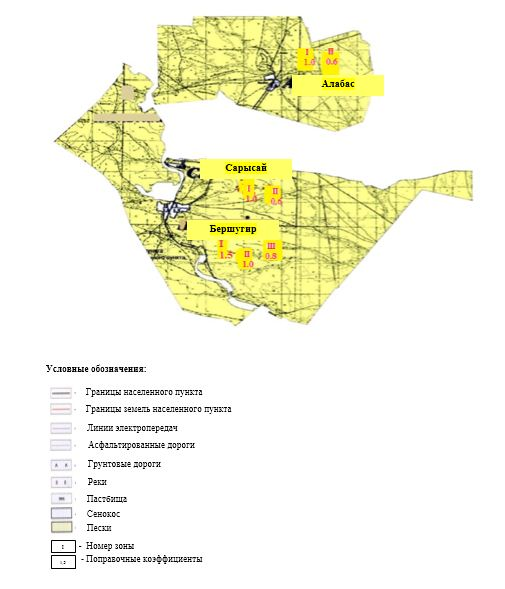 I II
1.0 0.6
Алабас
Сарысай
I II
1.0 0.6
Бершугир
I II III
1.5 1.0 0.8
Условные обозначения:
- Границы населенного пункта
- Границы земель населенного пункта
- Линии электропередач
- Асфальтированные дороги
- Грунтовые дороги
- Реки
- Пастбища
- Сенокос
- Пески
I - Номер зоны
1,2 - Поправочные коэффициенты